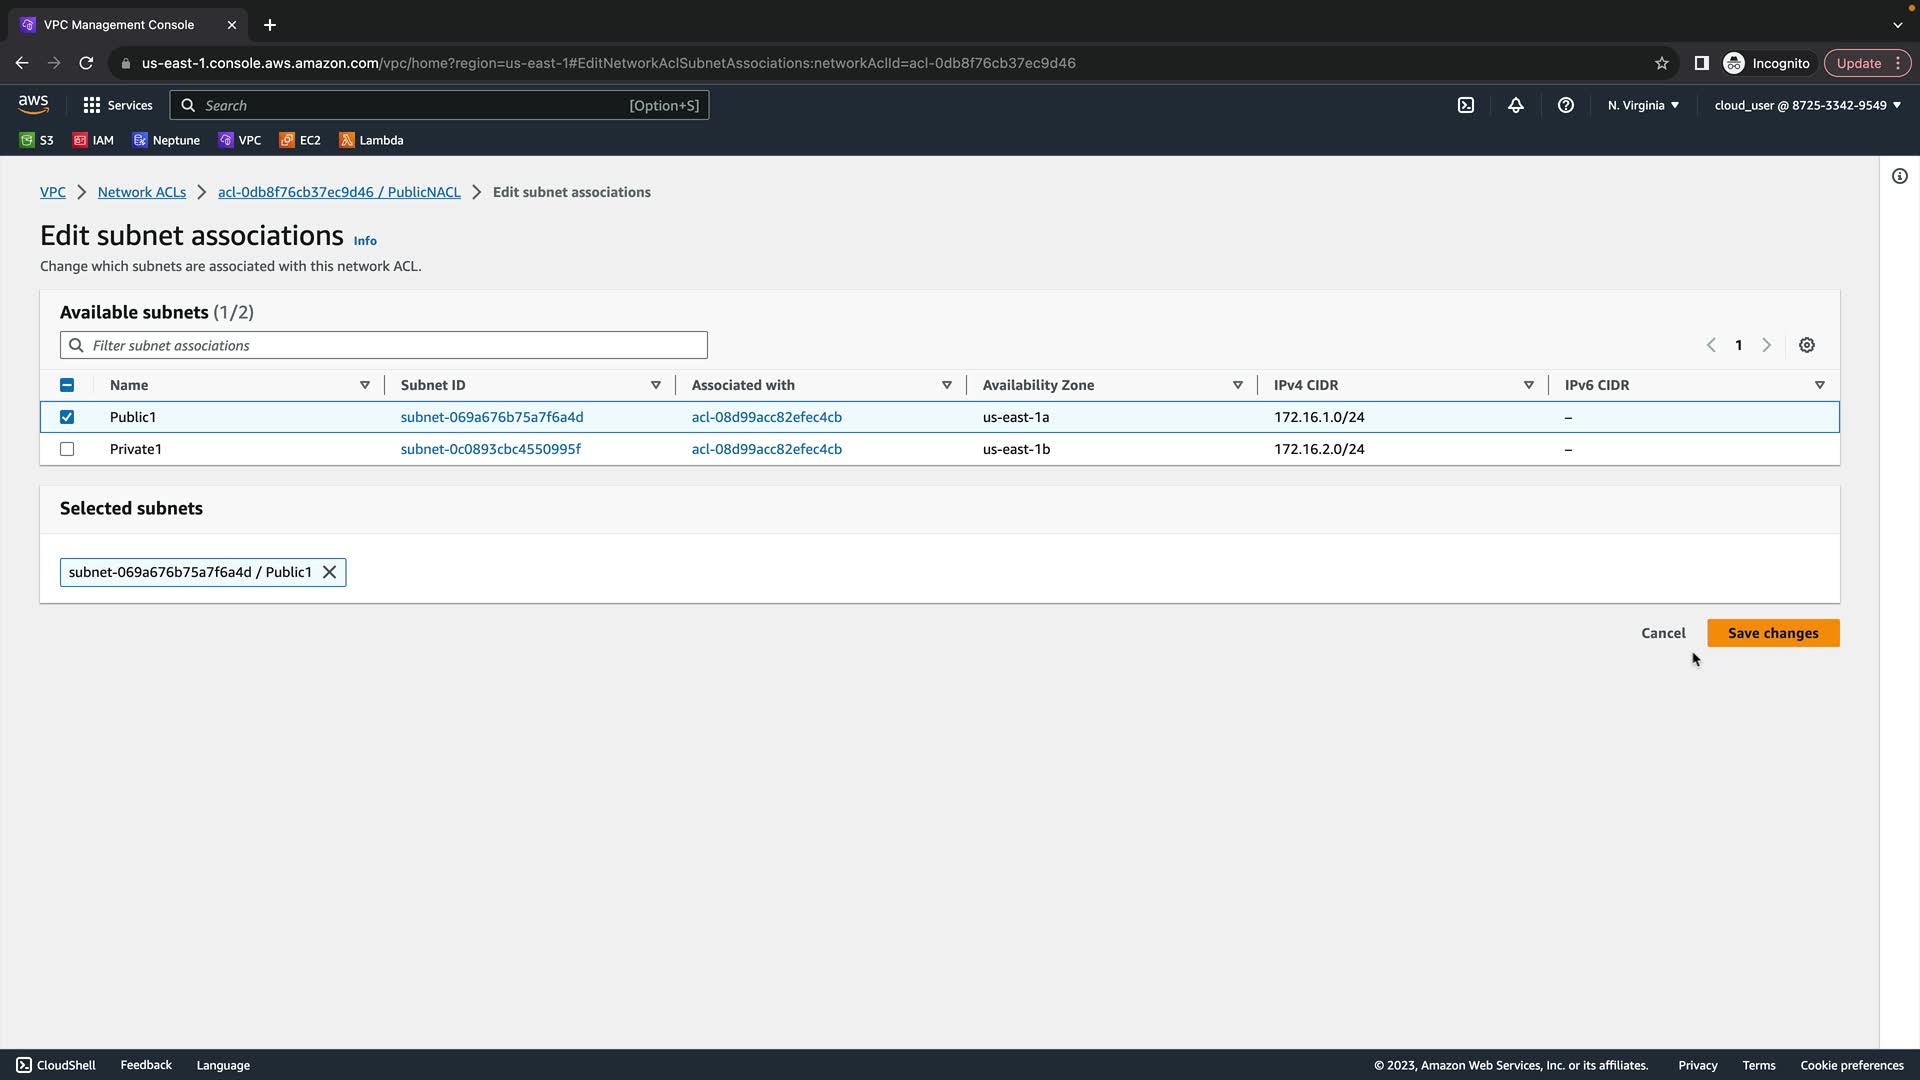 VPC Management Console
us-east-1.console.aws.amazon.com/vpc/home?region=us-east-1#EditNetworkAclSubnetAssociations:networkAclId=acl-0db8f76cb37ec9d46
Incognito
Update
aws
Services
Search
[Option+S]
N. Virginia
cloud_user @ 8725-3342-9549
S3
IAM
Neptune
VPC
EC2
Lambda
VPC
Network ACLs
acl-0db8f76cb37ec9d46 / PublicNACL
Edit subnet associations
Edit subnet associations
Info
Change which subnets are associated with this network ACL.
Available subnets (1/2)
Filter subnet associations
1
Name Subnet ID Associated with Availability Zone IPv4 CIDR IPv6 CIDR
Public1 subnet-069a676b75a7f6a4d acl-08d99acc82efec4cb us-east-1a 172.16.1.0/24 –
Private1 subnet-0c0893cbc4550995f acl-08d99acc82efec4cb us-east-1b 172.16.2.0/24 –
Selected subnets
subnet-069a676b75a7f6a4d / Public1
Cancel
Save changes
CloudShell
Feedback
Language
© 2023, Amazon Web Services, Inc. or its affiliates.
Privacy
Terms
Cookie preferences